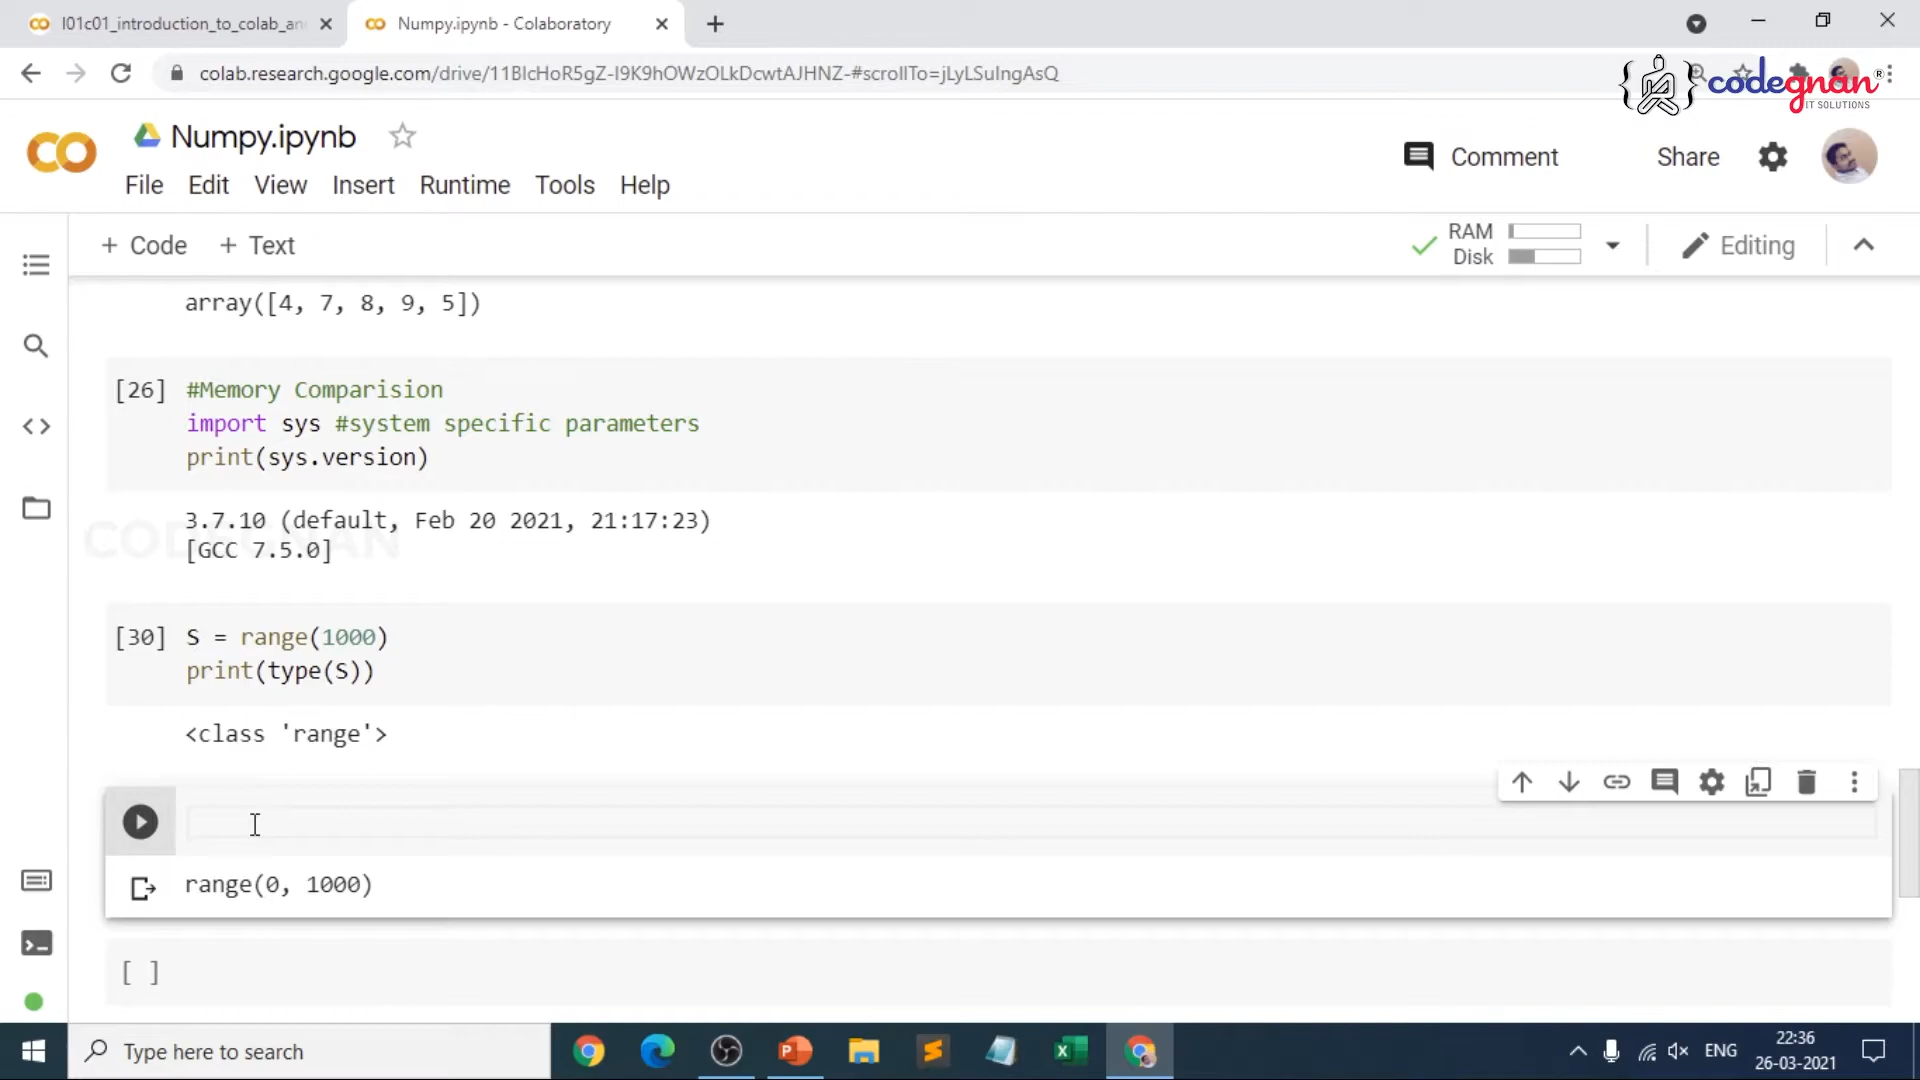 l01c01_introduction_to_colab_an
Numpy.ipynb - Colaboratory
colab.research.google.com/drive/11BlcHoR5gZ-I9K9hOWzOLkDcwtAJHNZ-#scrollTo=jLyLSuIngAsQ
codegnan®
IT SOLUTIONS
Numpy.ipynb
File Edit View Insert Runtime Tools Help
Comment
Share
+ Code + Text
RAM
Disk
Editing
array([4, 7, 8, 9, 5])
[26] #Memory Comparision
import sys #system specific parameters
print(sys.version)
3.7.10 (default, Feb 20 2021, 21:17:23)
[GCC 7.5.0]
CODEGNAN
[30] S = range(1000)
print(type(S))
<class 'range'>
range(0, 1000)
[ ]
Type here to search
ENG
22:36
26-03-2021